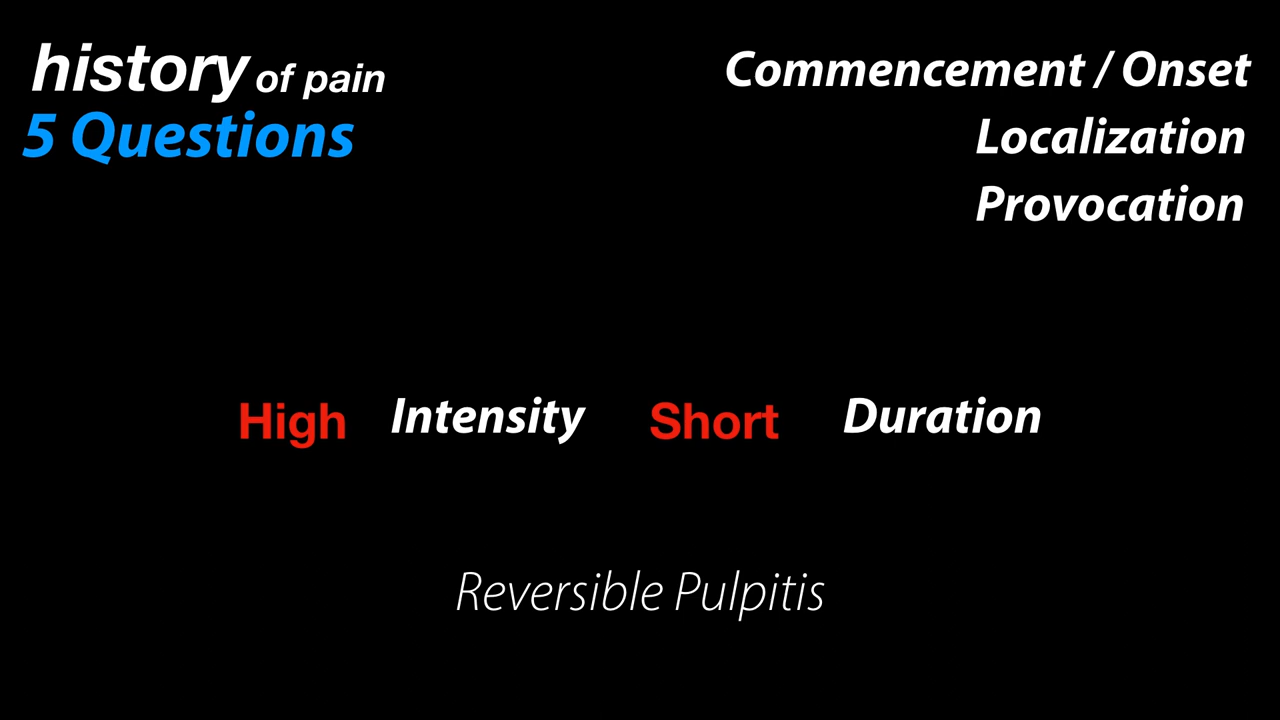 history of pain
5 Questions
Commencement / Onset
Localization
Provocation
High Intensity Short Duration
Reversible Pulpitis